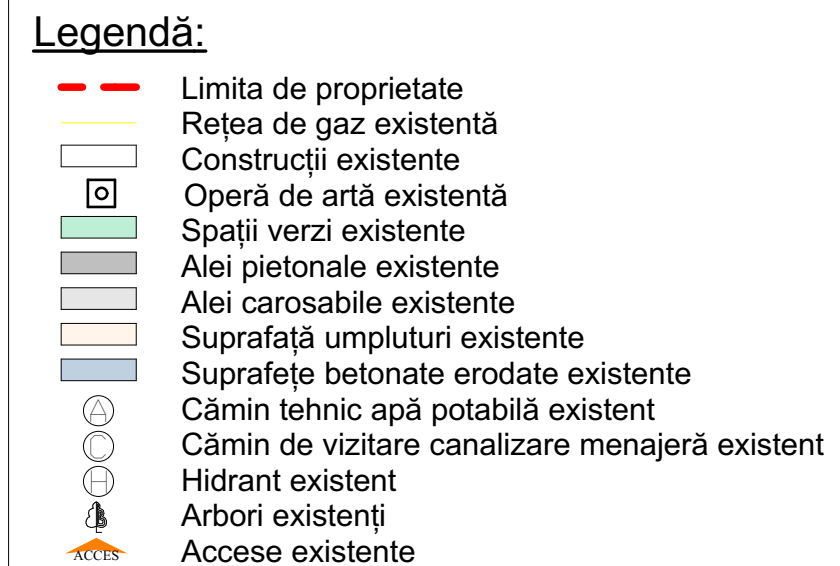 Legendă:
Limita de proprietate
Rețea de gaz existentă
Construcții existente
Operă de artă existentă
Spații verzi existente
Alei pietonale existente
Alei carosabile existente
Suprafață umpluturi existente
Suprafețe betonate erodate existente
A Cămin tehnic apă potabilă existent
C Cămin de vizitare canalizare menajeră existent
H Hidrant existent
Arbori existenți
ACCES Accese existente